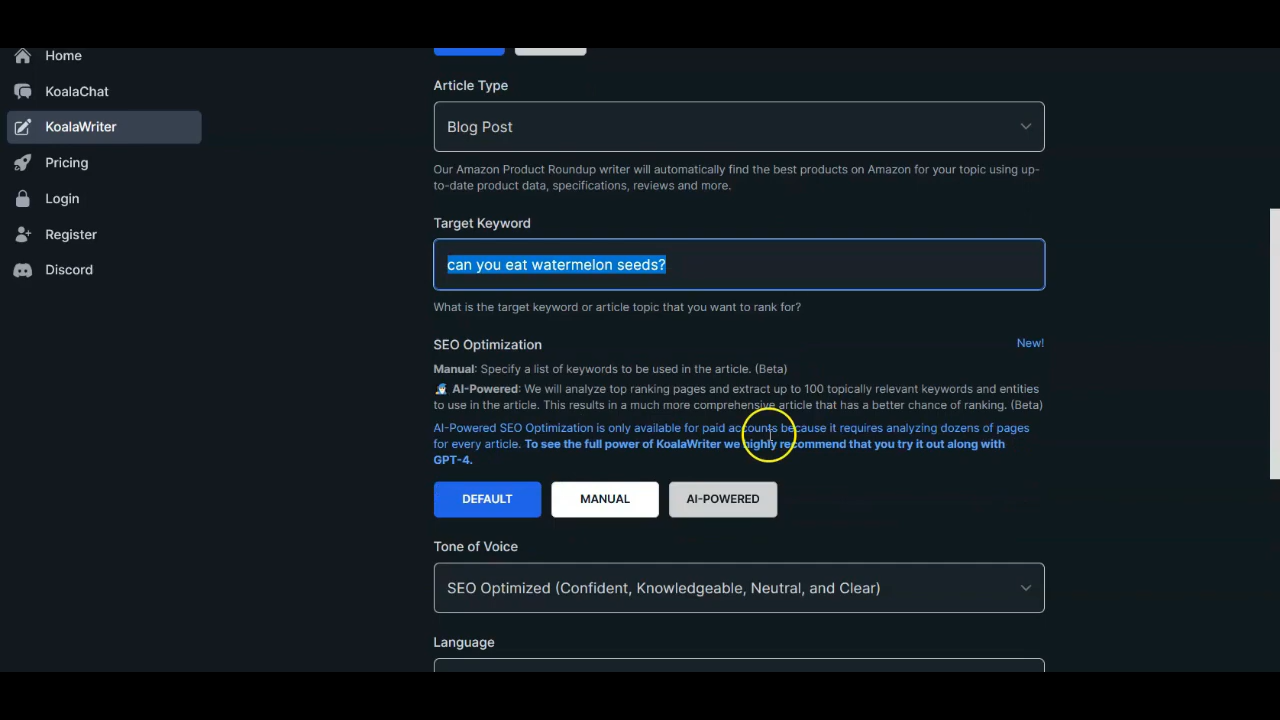 Home
KoalaChat
KoalaWriter
Pricing
Login
Register
Discord
Article Type
Blog Post
Our Amazon Product Roundup writer will automatically find the best products on Amazon for your topic using up-
to-date product data, specifications, reviews and more.
Target Keyword
can you eat watermelon seeds?
What is the target keyword or article topic that you want to rank for?
SEO Optimization
New!
Manual: Specify a list of keywords to be used in the article. (Beta)
AI-Powered: We will analyze top ranking pages and extract up to 100 topically relevant keywords and entities
to use in the article. This results in a much more comprehensive article that has a better chance of ranking. (Beta)
AI-Powered SEO Optimization is only available for paid accounts because it requires analyzing dozens of pages
for every article. To see the full power of KoalaWriter we highly recommend that you try it out along with
GPT-4.
DEFAULT
MANUAL
AI-POWERED
Tone of Voice
SEO Optimized (Confident, Knowledgeable, Neutral, and Clear)
Language